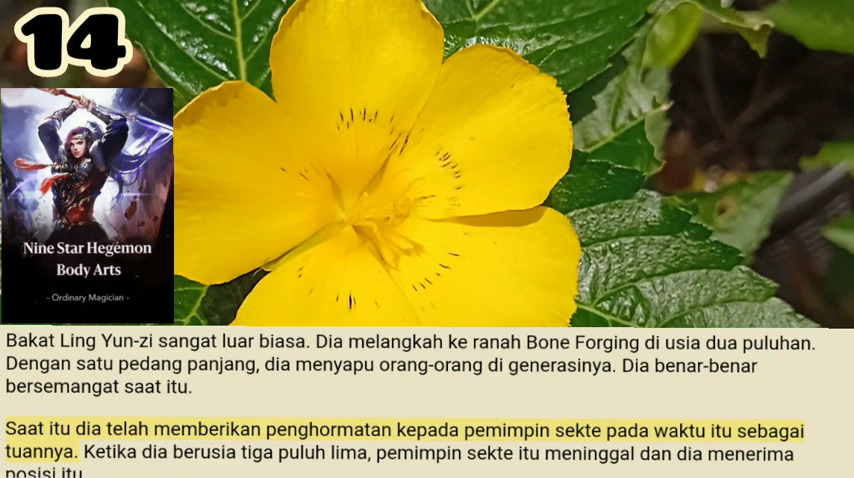 14
Nine Star Hegemon
Body Arts
- Ordinary Magician -
Bakat Ling Yun-zi sangat luar biasa. Dia melangkah ke ranah Bone Forging di usia dua puluhan.
Dengan satu pedang panjang, dia menyapu orang-orang di generasinya. Dia benar-benar
bersemangat saat itu.
Saat itu dia telah memberikan penghormatan kepada pemimpin sekte pada waktu itu sebagai
tuannya. Ketika dia berusia tiga puluh lima, pemimpin sekte itu meninggal dan dia menerima
posisi itu